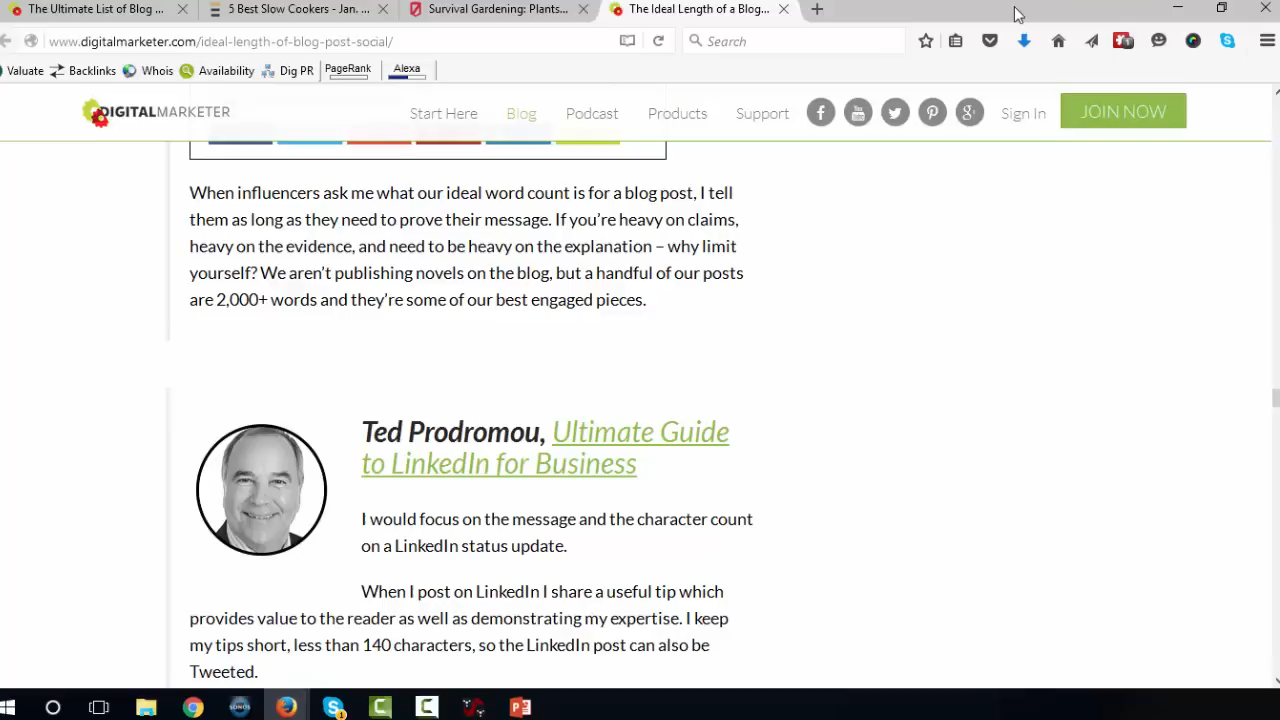 The Ultimate List of Blog ...
5 Best Slow Cookers - Jan. ...
Survival Gardening: Plants...
The Ideal Length of a Blog...
www.digitalmarketer.com/ideal-length-of-blog-post-social/
Search
Valuate
Backlinks
Whois
Availability
Dig PR
PageRank
Alexa
DIGITALMARKETER
Start Here
Blog
Podcast
Products
Support
Sign In
JOIN NOW
When influencers ask me what our ideal word count is for a blog post, I tell
them as long as they need to prove their message. If you're heavy on claims,
heavy on the evidence, and need to be heavy on the explanation – why limit
yourself? We aren't publishing novels on the blog, but a handful of our posts
are 2,000+ words and they're some of our best engaged pieces.
Ted Prodromou, Ultimate Guide
to LinkedIn for Business
I would focus on the message and the character count
on a LinkedIn status update.
When I post on LinkedIn I share a useful tip which
provides value to the reader as well as demonstrating my expertise. I keep
my tips short, less than 140 characters, so the LinkedIn post can also be
Tweeted.
SONOS